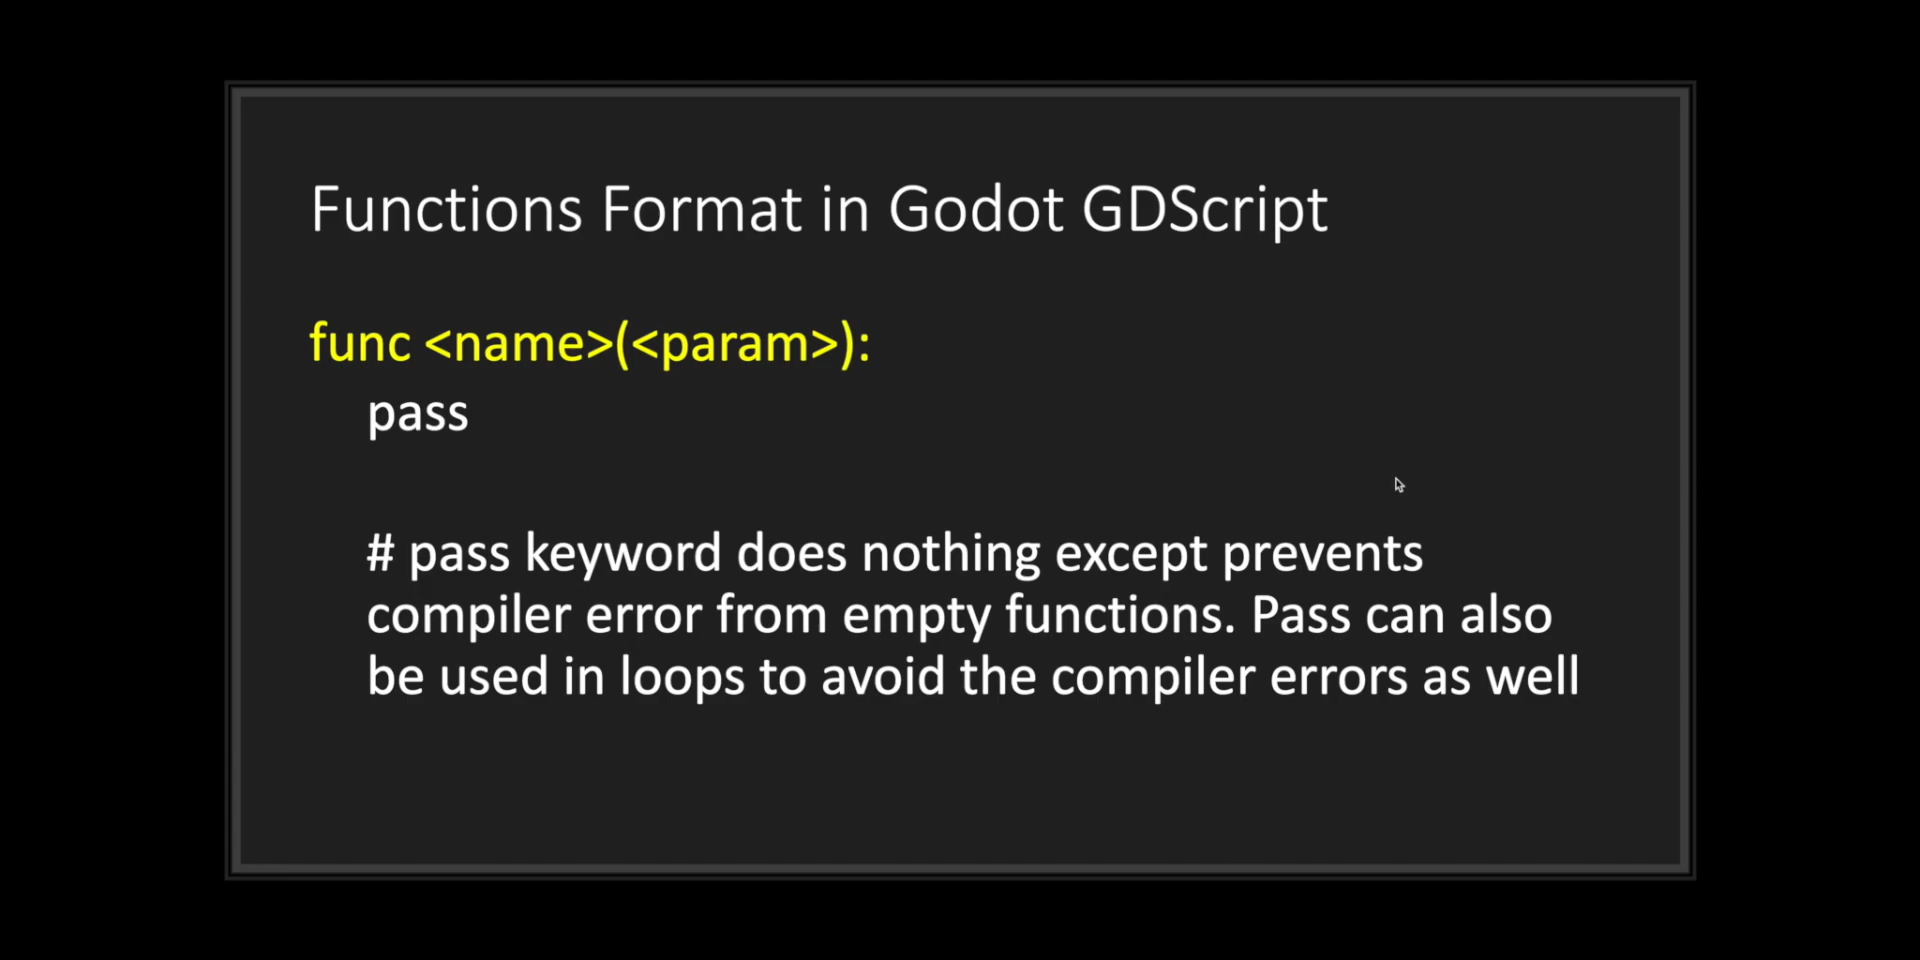 Functions Format in Godot GDScript
func <name>(<param>):
pass
# pass keyword does nothing except prevents
compiler error from empty functions. Pass can also
be used in loops to avoid the compiler errors as well